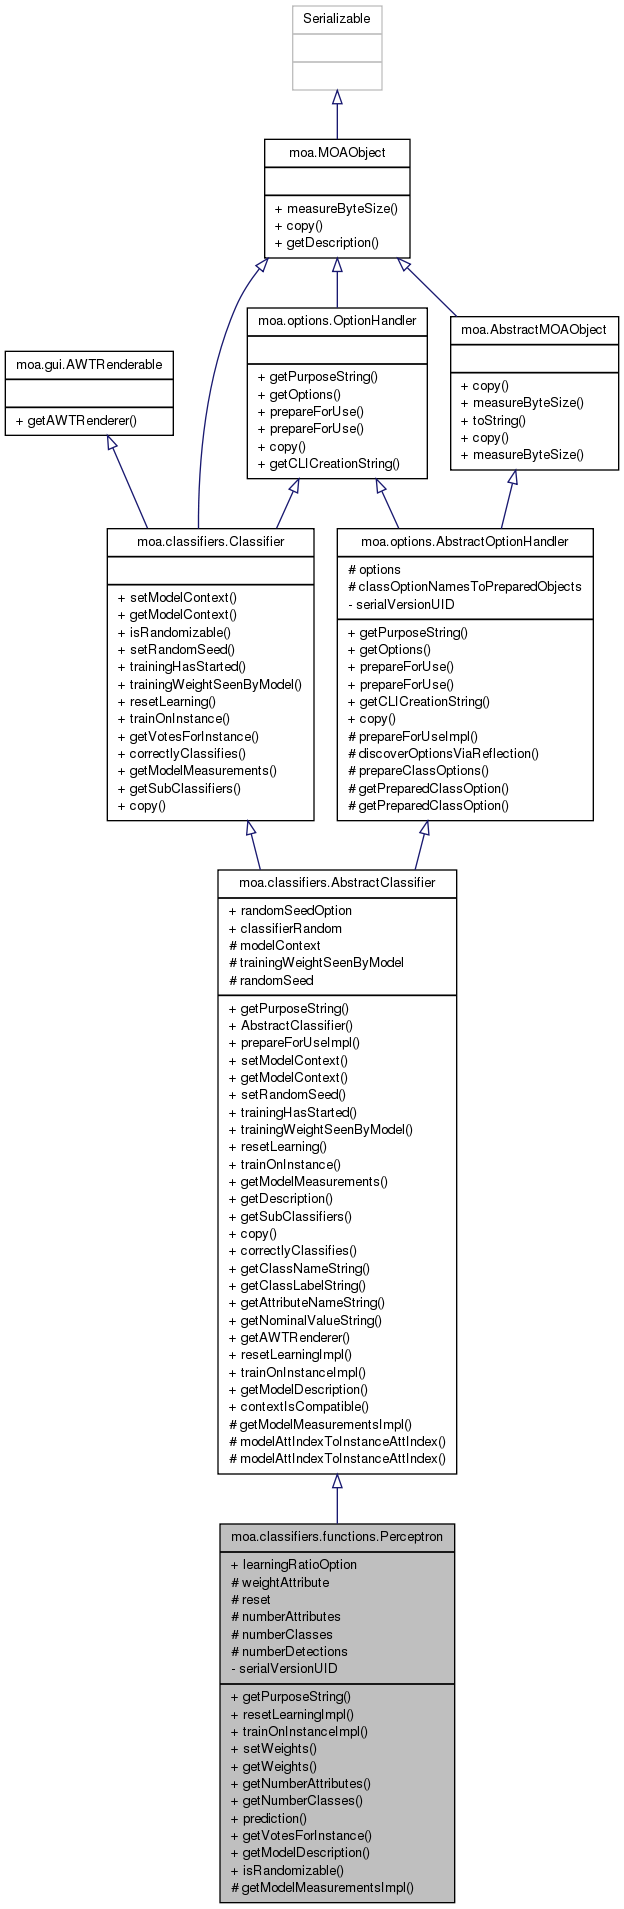 Serializable
moa.MOAObject
+ measureByteSize()
+ copy()
+ getDescription()
moa.options.OptionHandler
+ getPurposeString()
+ getOptions()
+ prepareForUse()
+ prepareForUse()
+ copy()
+ getCLICreationString()
moa.AbstractMOAObject
+ copy()
+ measureByteSize()
+ toString()
+ copy()
+ measureByteSize()
moa.gui.AWTRenderable
+ getAWTRenderer()
moa.classifiers.Classifier
+ setModelContext()
+ getModelContext()
+ isRandomizable()
+ setRandomSeed()
+ trainingHasStarted()
+ trainingWeightSeenByModel()
+ resetLearning()
+ trainOnInstance()
+ getVotesForInstance()
+ correctlyClassifies()
+ getModelMeasurements()
+ getSubClassifiers()
+ copy()
moa.options.AbstractOptionHandler
# options
# classOptionNamesToPreparedObjects
- serialVersionUID
+ getPurposeString()
+ getOptions()
+ prepareForUse()
+ prepareForUse()
+ getCLICreationString()
+ copy()
# prepareForUseImpl()
# discoverOptionsViaReflection()
# prepareClassOptions()
# getPreparedClassOption()
# getPreparedClassOption()
moa.classifiers.AbstractClassifier
+ randomSeedOption
+ classifierRandom
# modelContext
# trainingWeightSeenByModel
# randomSeed
+ getPurposeString()
+ AbstractClassifier()
+ prepareForUseImpl()
+ setModelContext()
+ getModelContext()
+ setRandomSeed()
+ trainingHasStarted()
+ trainingWeightSeenByModel()
+ resetLearning()
+ trainOnInstance()
+ getModelMeasurements()
+ getDescription()
+ getSubClassifiers()
+ copy()
+ correctlyClassifies()
+ getClassNameString()
+ getClassLabelString()
+ getAttributeNameString()
+ getNominalValueString()
+ getAWTRenderer()
+ resetLearningImpl()
+ trainOnInstanceImpl()
+ getModelDescription()
+ contextIsCompatible()
# getModelMeasurementsImpl()
# modelAttIndexToInstanceAttIndex()
# modelAttIndexToInstanceAttIndex()
moa.classifiers.functions.Perceptron
+ learningRatioOption
# weightAttribute
# reset
# numberAttributes
# numberClasses
# numberDetections
- serialVersionUID
+ getPurposeString()
+ resetLearningImpl()
+ trainOnInstanceImpl()
+ setWeights()
+ getWeights()
+ getNumberAttributes()
+ getNumberClasses()
+ prediction()
+ getVotesForInstance()
+ getModelDescription()
+ isRandomizable()
# getModelMeasurementsImpl()